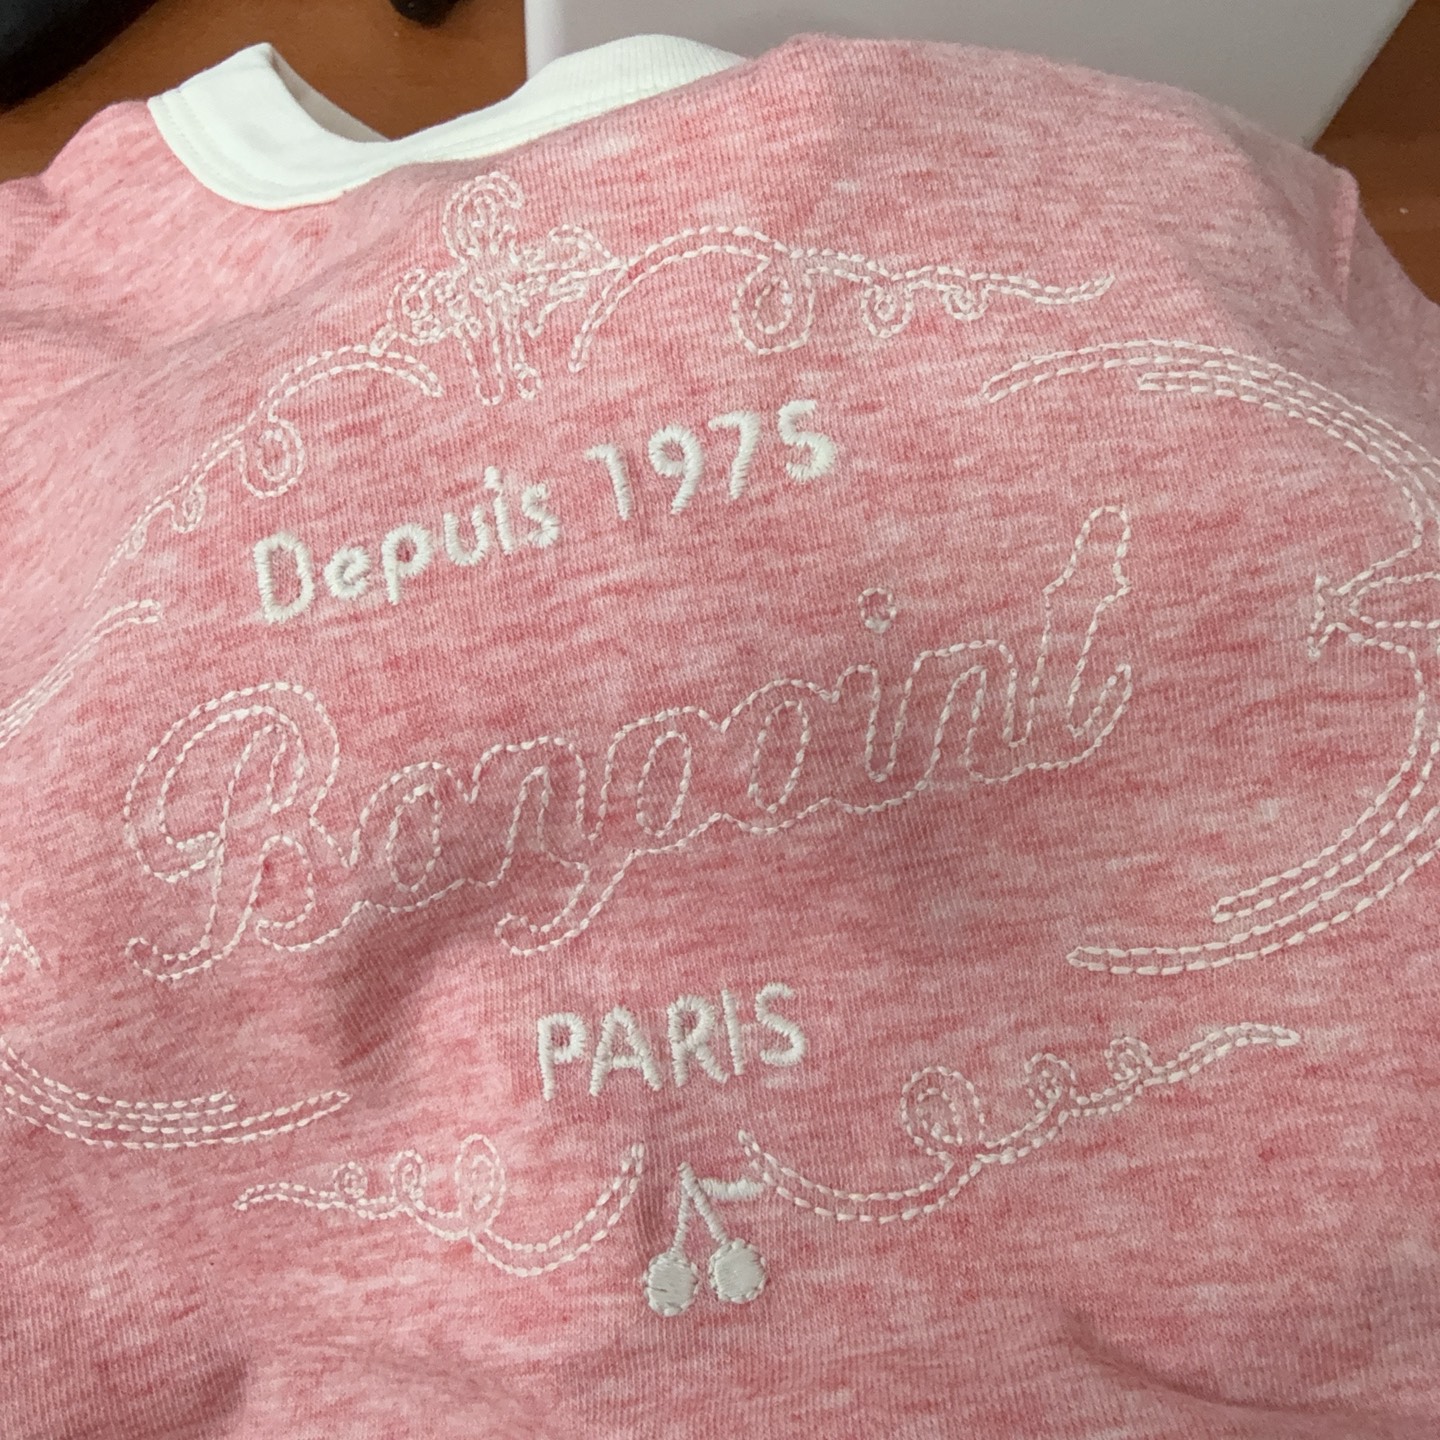 Depuis 1975
Bonpoint
PARIS